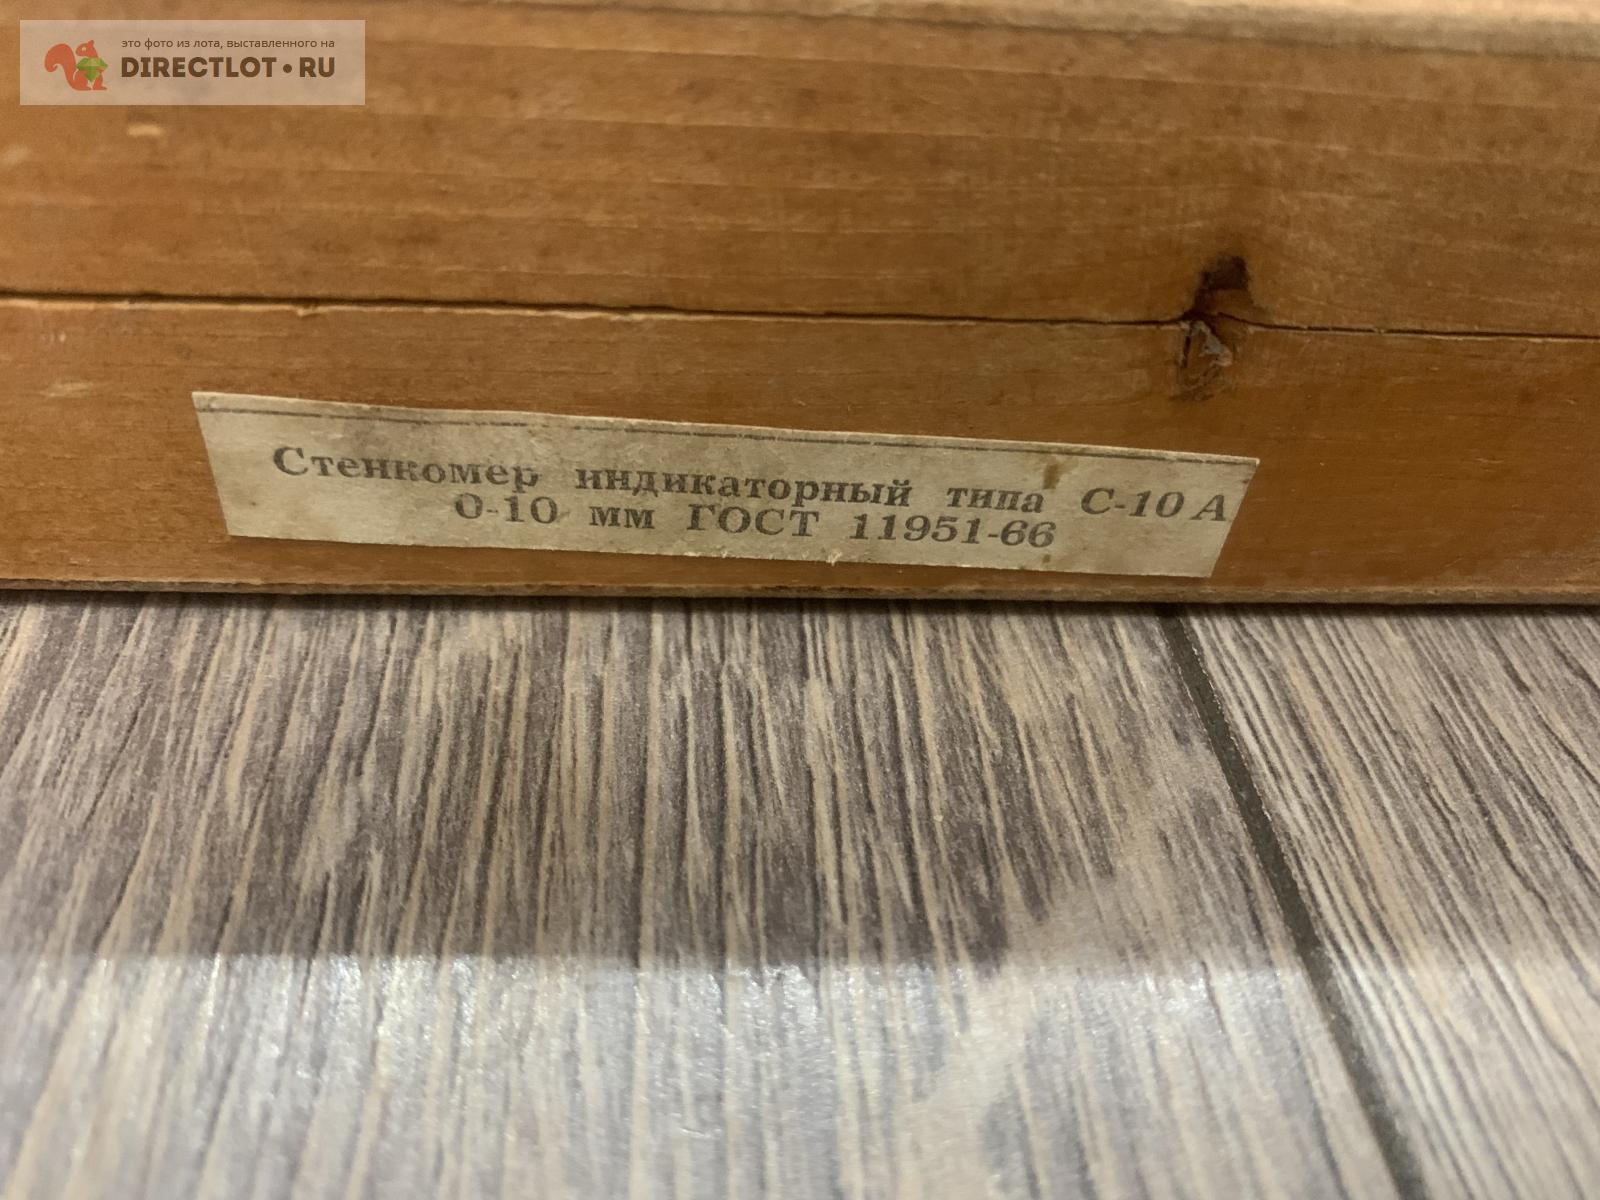 это фото из лота, выставленного на
DIRECTLOT•RU
Стенкомер индикаторный типа С-10 А
0-10 мм ГОСТ 11951-66